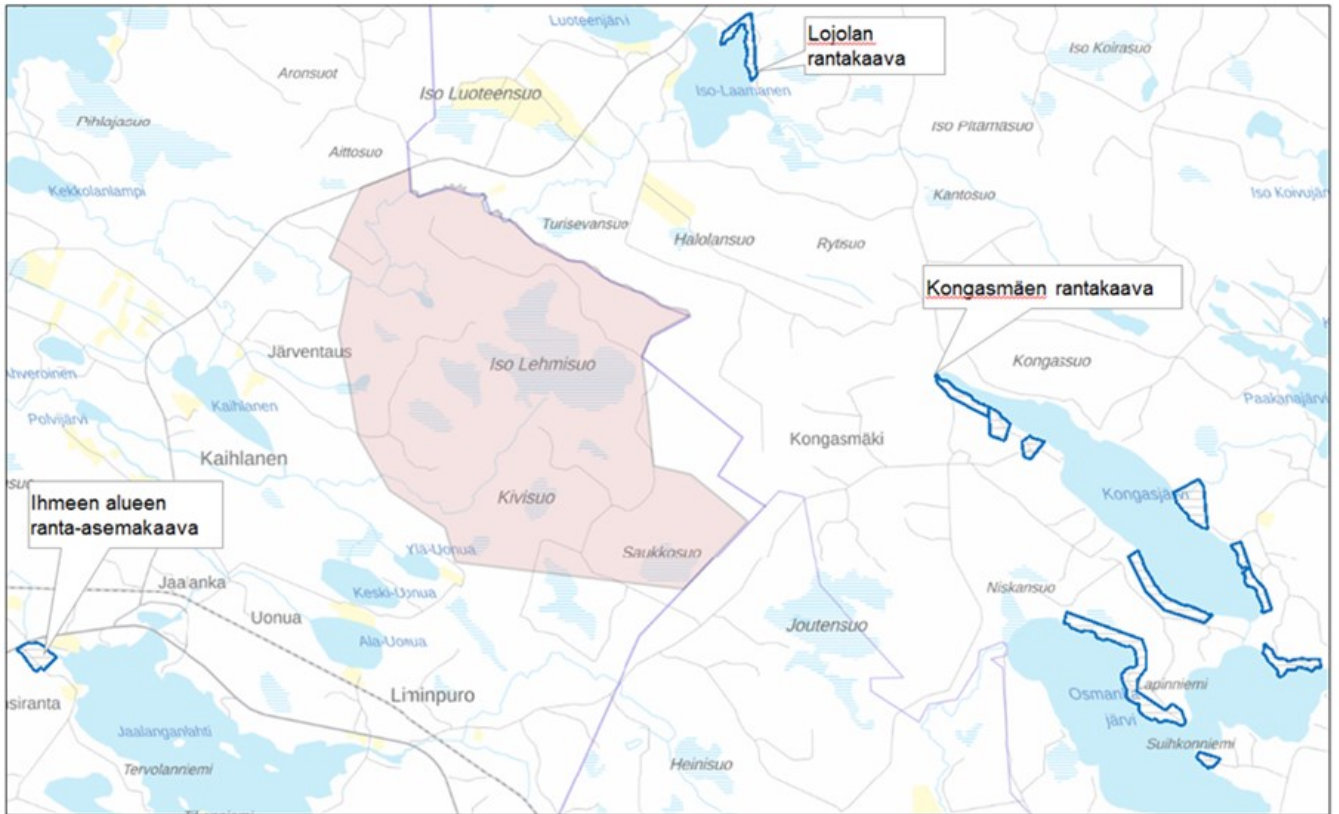 Luoteenjärvi
Lojolan
rantakaava
Iso Koirasuo
Aronsuot
Iso Luoteensuo
Iso-Laamanen
Pihlajasuo
Iso Pitämäsuo
Aittosuo
Kekkolanlampi
Kantosuo
Iso Koivujär
Turisevansuo
Halolansuo
Rytisuo
Kongasmäen rantakaava
Järventaus
Iso Lehmisuo
Kongassuo
Ahveroinen
Paakanajärvi
Kaihlanen
Polvijärvi
Kongasmäki
Kaihlanen
Kivisuo
Kongasjärvi
Ihmeen alueen
ranta-asemakaava
Ylä-Uonua
Saukkosuo
Jaalanka
Keski-Uonua
Niskansuo
Uonua
Ala-Uonua
Joutensuo
Lapinniemi
Liminpuro
Osmanka
järvi
siranta
Jaalanganlahti
Suihkonniemi
Tervolanniemi
Heinisuo